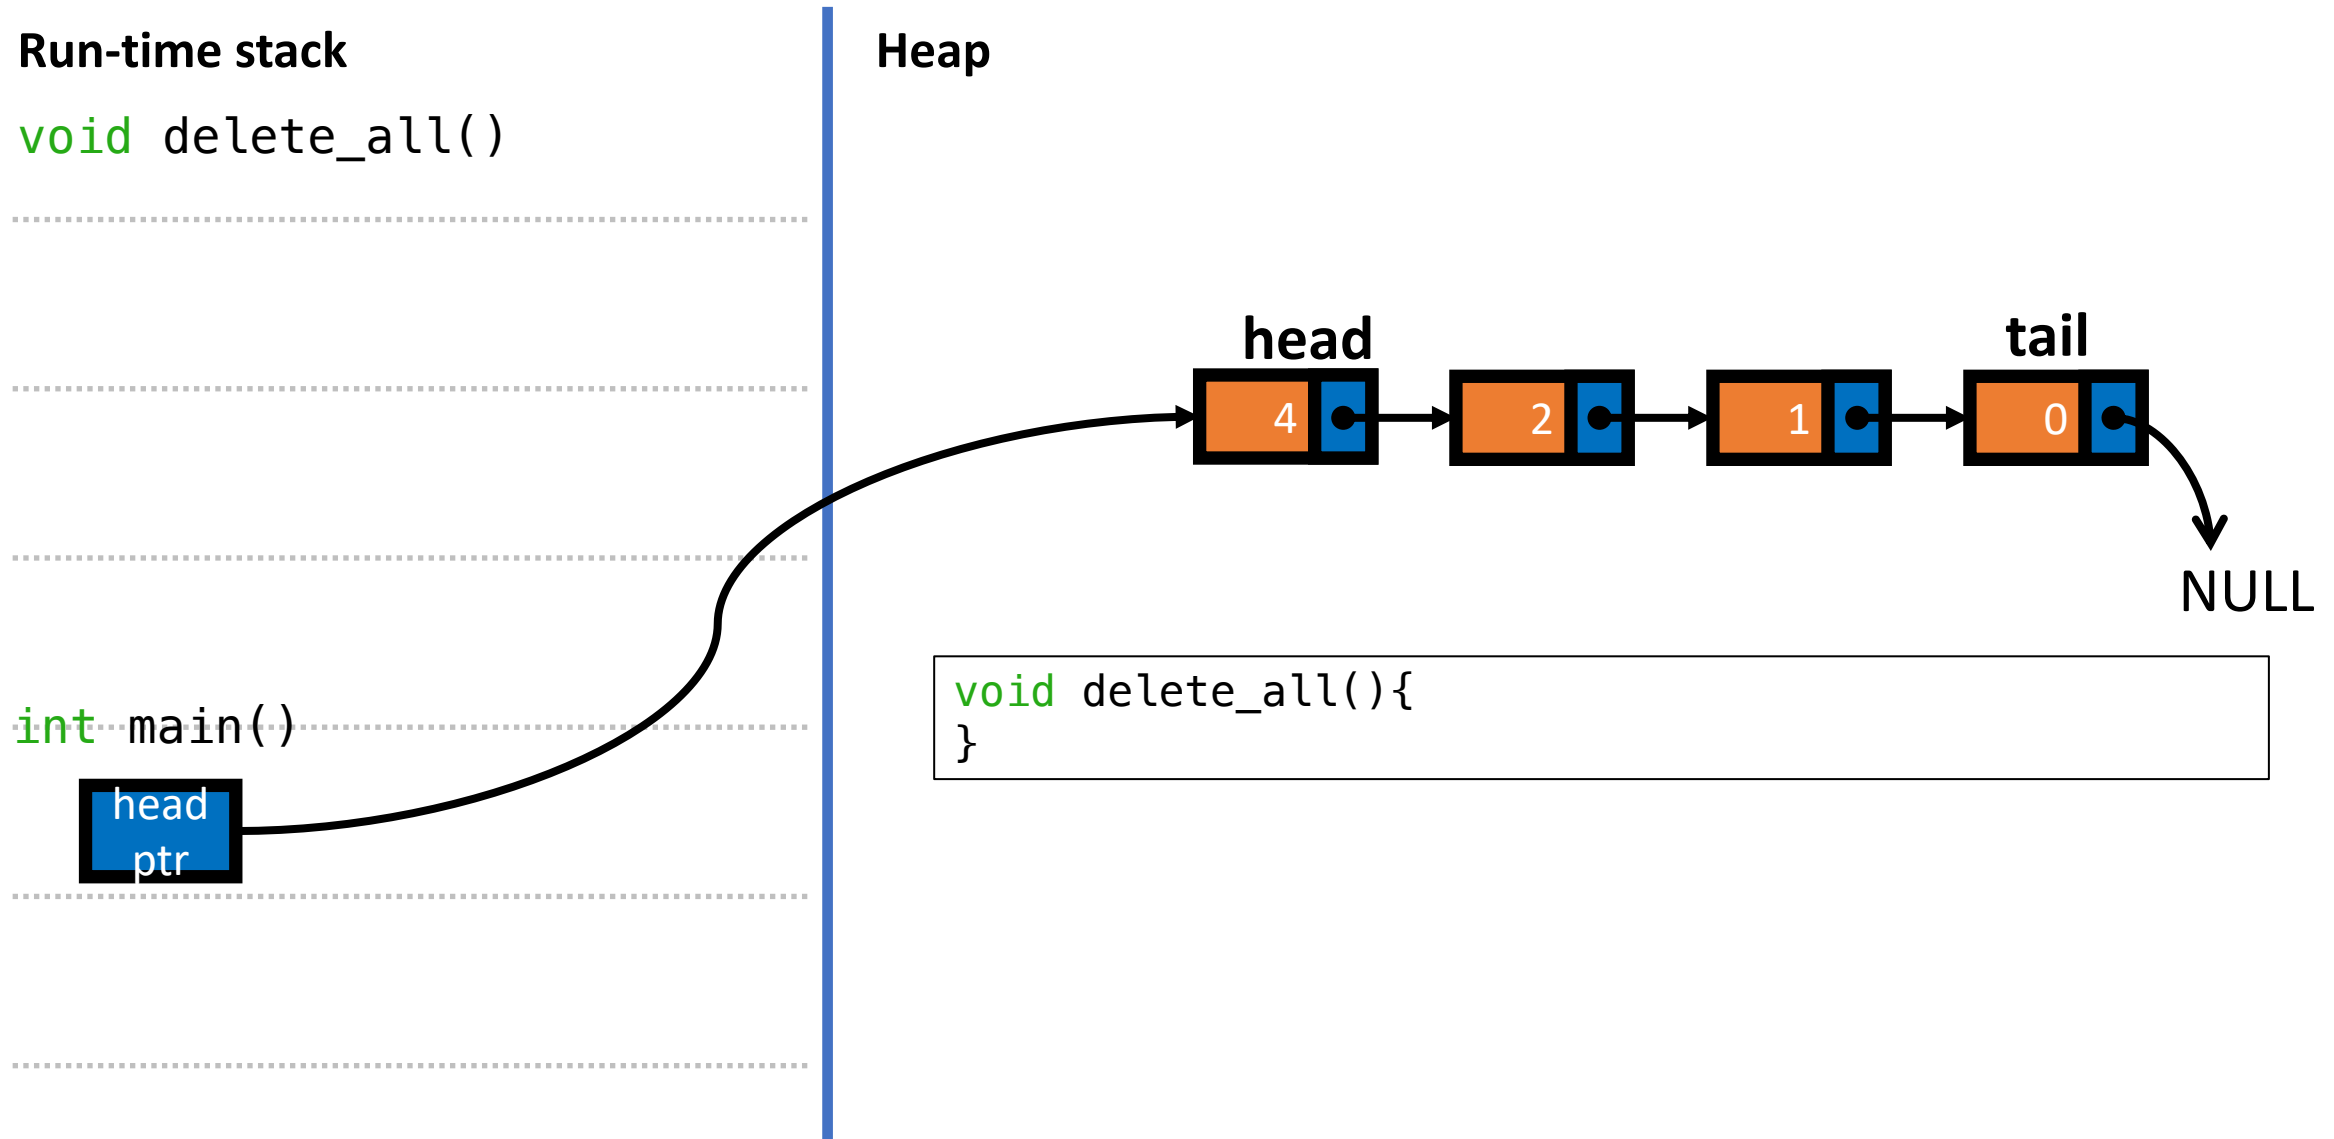 Run-time stack
void delete_all()
int main()
head
ptr
Heap
head
tail
4
2
1
0
NULL
void delete_all(){
}